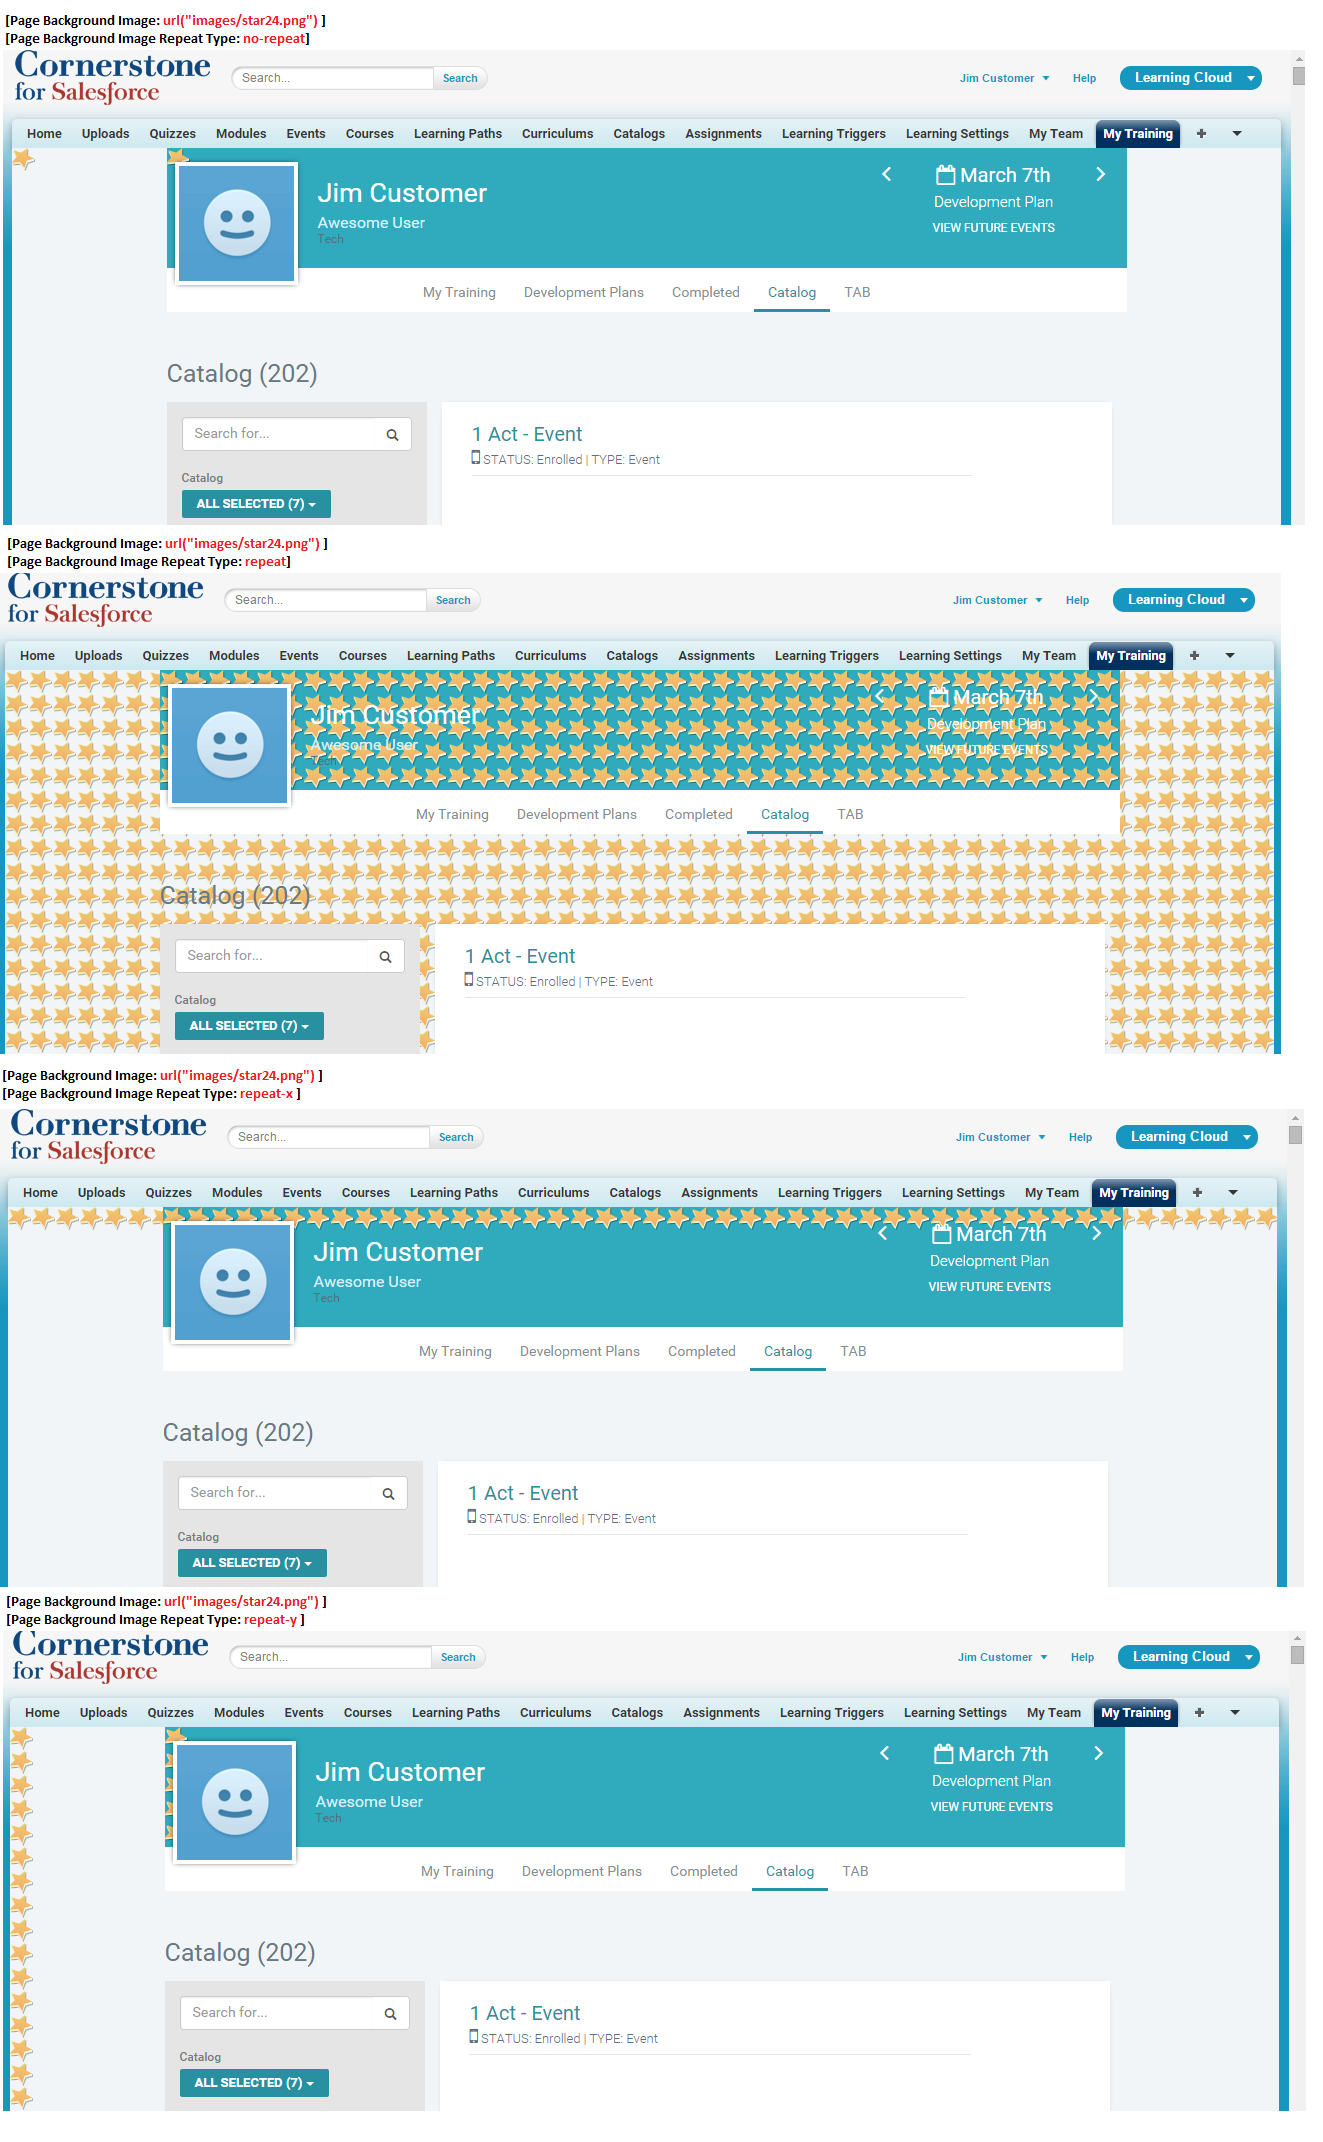 [Page Background Image: url("images/star24.png") ]
[Page Background Image Repeat Type: no-repeat]
Cornerstone
for Salesforce
Search... Search Jim Customer Help Learning Cloud
Home Uploads Quizzes Modules Events Courses Learning Paths Curriculums Catalogs Assignments Learning Triggers Learning Settings My Team My Training
March 7th
Jim Customer
Development Plan
Awesome User
VIEW FUTURE EVENTS
Tech
My Training Development Plans Completed Catalog TAB
Catalog (202)
Search for... 1 Act - Event
STATUS: Enrolled | TYPE: Event
Catalog
ALL SELECTED (7)
[Page Background Image: url("images/star24.png") ]
[Page Background Image Repeat Type: repeat]
Cornerstone
for Salesforce
Search... Search Jim Customer Help Learning Cloud
Home Uploads Quizzes Modules Events Courses Learning Paths Curriculums Catalogs Assignments Learning Triggers Learning Settings My Team My Training
March 7th
Jim Customer
Development Plan
Awesome User
VIEW FUTURE EVENTS
Tech
My Training Development Plans Completed Catalog TAB
Catalog (202)
Search for... 1 Act - Event
STATUS: Enrolled | TYPE: Event
Catalog
ALL SELECTED (7)
[Page Background Image: url("images/star24.png") ]
[Page Background Image Repeat Type: repeat-x ]
Cornerstone
for Salesforce
Search... Search Jim Customer Help Learning Cloud
Home Uploads Quizzes Modules Events Courses Learning Paths Curriculums Catalogs Assignments Learning Triggers Learning Settings My Team My Training
March 7th
Jim Customer
Development Plan
Awesome User
VIEW FUTURE EVENTS
Tech
My Training Development Plans Completed Catalog TAB
Catalog (202)
Search for... 1 Act - Event
STATUS: Enrolled | TYPE: Event
Catalog
ALL SELECTED (7)
[Page Background Image: url("images/star24.png") ]
[Page Background Image Repeat Type: repeat-y ]
Cornerstone
for Salesforce
Search... Search Jim Customer Help Learning Cloud
Home Uploads Quizzes Modules Events Courses Learning Paths Curriculums Catalogs Assignments Learning Triggers Learning Settings My Team My Training
March 7th
Jim Customer
Development Plan
Awesome User
VIEW FUTURE EVENTS
Tech
My Training Development Plans Completed Catalog TAB
Catalog (202)
Search for... 1 Act - Event
STATUS: Enrolled | TYPE: Event
Catalog
ALL SELECTED (7)